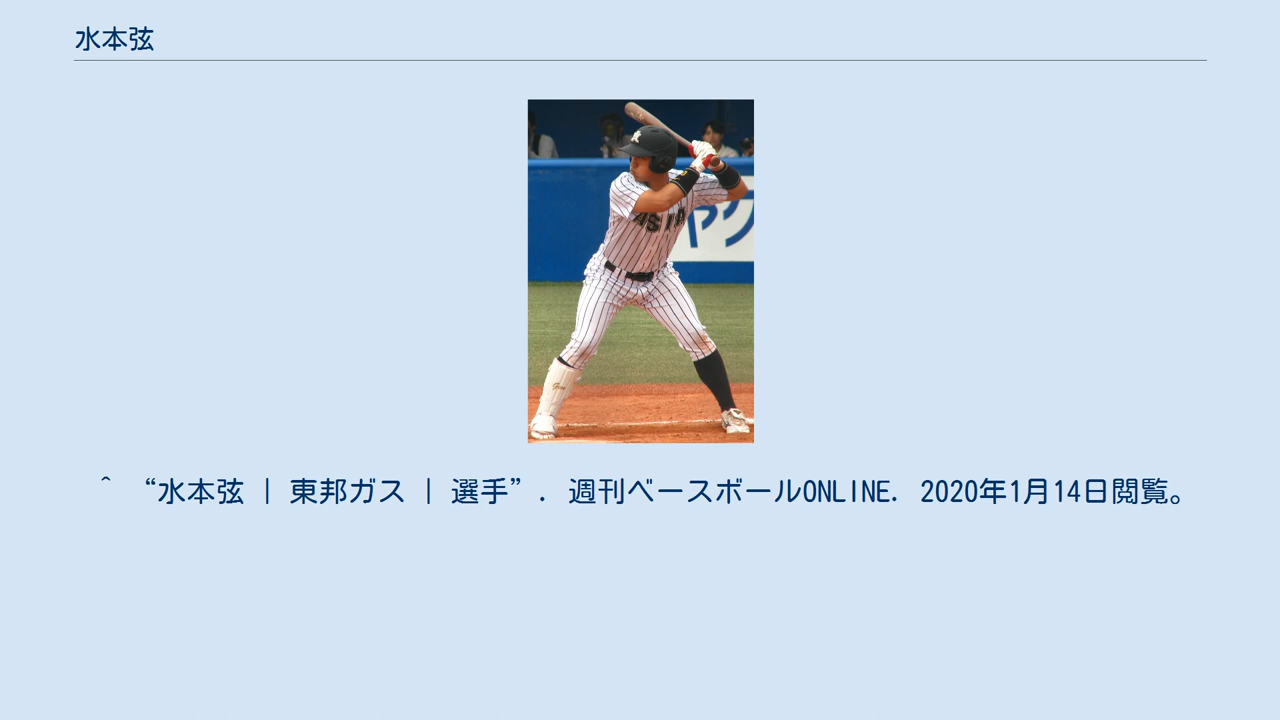 水本弦
ヤク
^ “水本弦 | 東邦ガス | 選手”. 週刊ベースボールONLINE. 2020年1月14日閲覧。